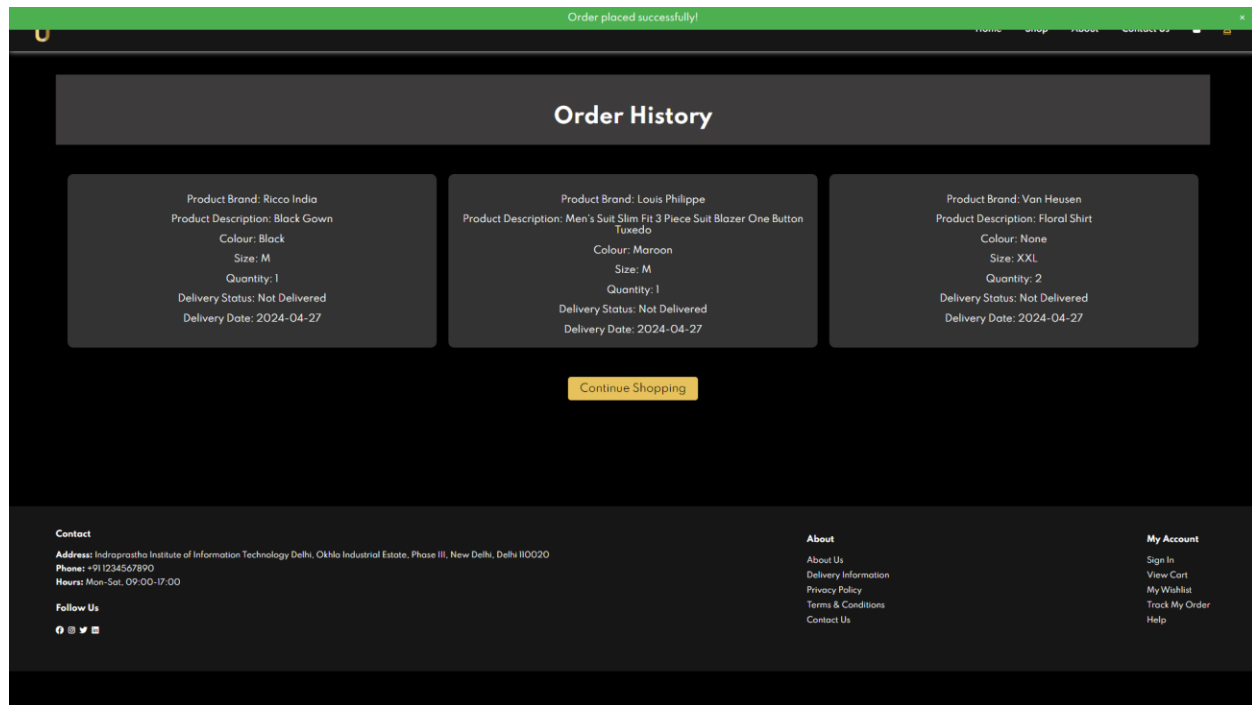 Order placed successfully!
×
U
Home Shop About Contact Us
Order History
Product Brand: Ricco India
Product Description: Black Gown
Colour: Black
Size: M
Quantity: 1
Delivery Status: Not Delivered
Delivery Date: 2024-04-27
Product Brand: Louis Philippe
Product Description: Men's Suit Slim Fit 3 Piece Suit Blazer One Button
Tuxedo
Colour: Maroon
Size: M
Quantity: 1
Delivery Status: Not Delivered
Delivery Date: 2024-04-27
Product Brand: Van Heusen
Product Description: Floral Shirt
Colour: None
Size: XXL
Quantity: 2
Delivery Status: Not Delivered
Delivery Date: 2024-04-27
Continue Shopping
Contact
Address: Indraprastha Institute of Information Technology Delhi, Okhla Industrial Estate, Phase III, New Delhi, Delhi 110020
Phone: +91 1234567890
Hours: Mon-Sat, 09:00-17:00
Follow Us
About
About Us
Delivery Information
Privacy Policy
Terms & Conditions
Contact Us
My Account
Sign In
View Cart
My Wishlist
Track My Order
Help